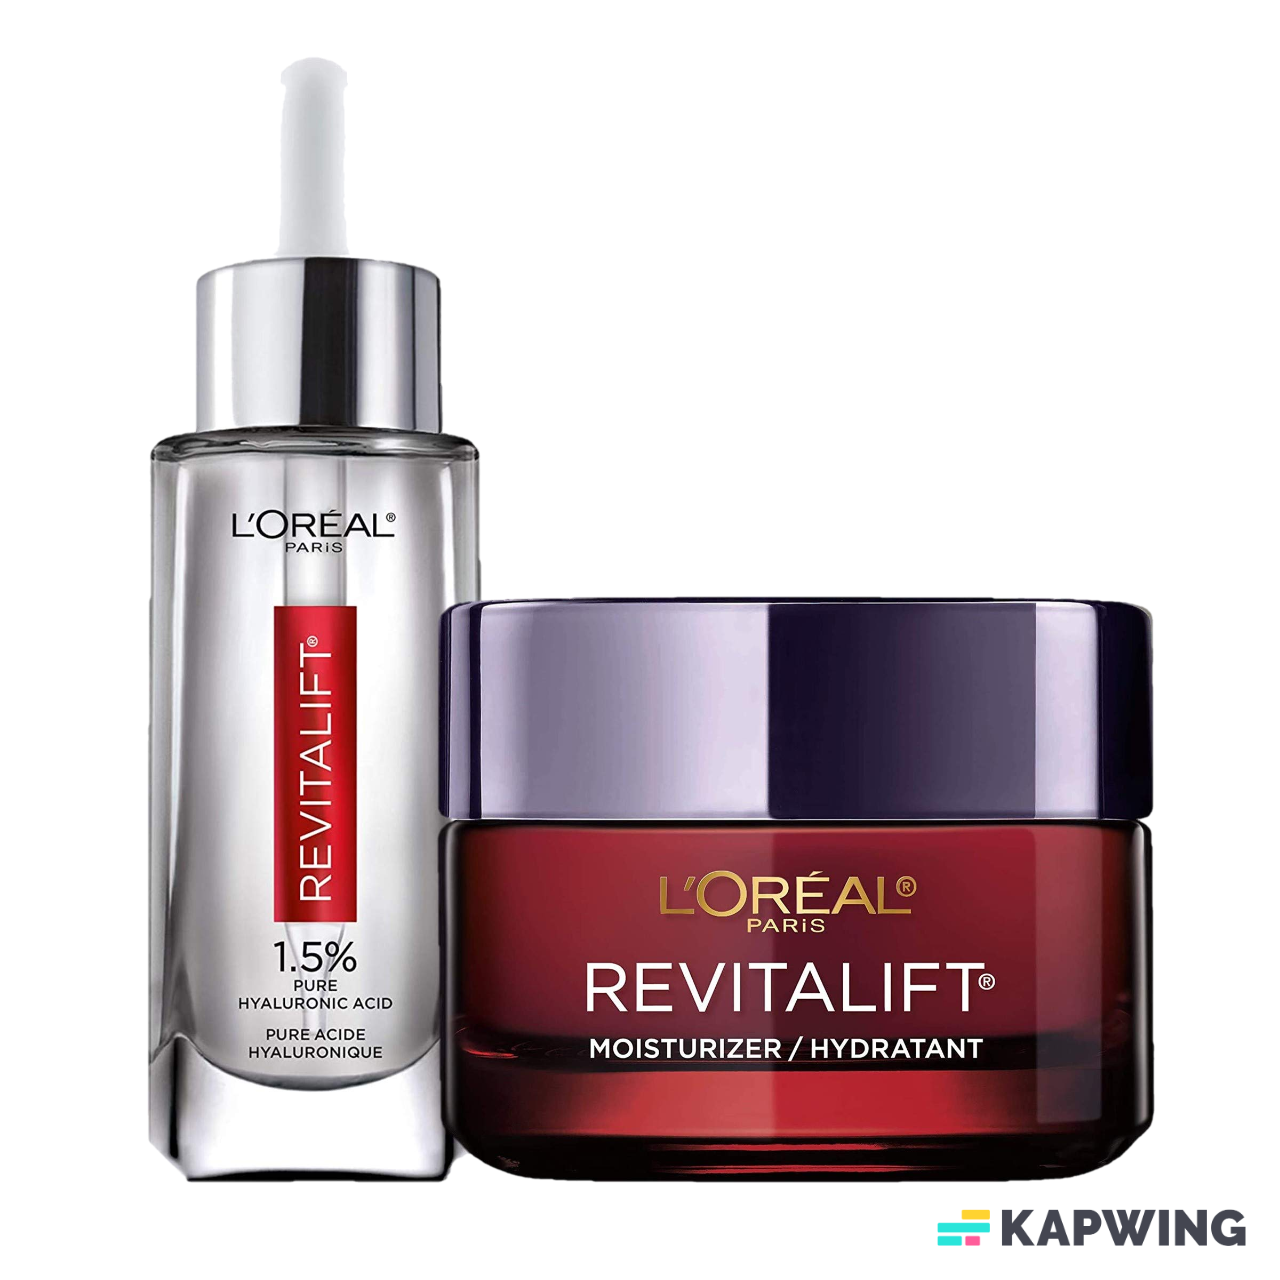 L'ORÉAL®
PARiS
REVITALIFT®
1.5%
PURE
HYALURONIC ACID
PURE ACIDE
HYALURONIQUE
L'ORÉAL®
PARiS
REVITALIFT®
MOISTURIZER / HYDRATANT
KAPWING